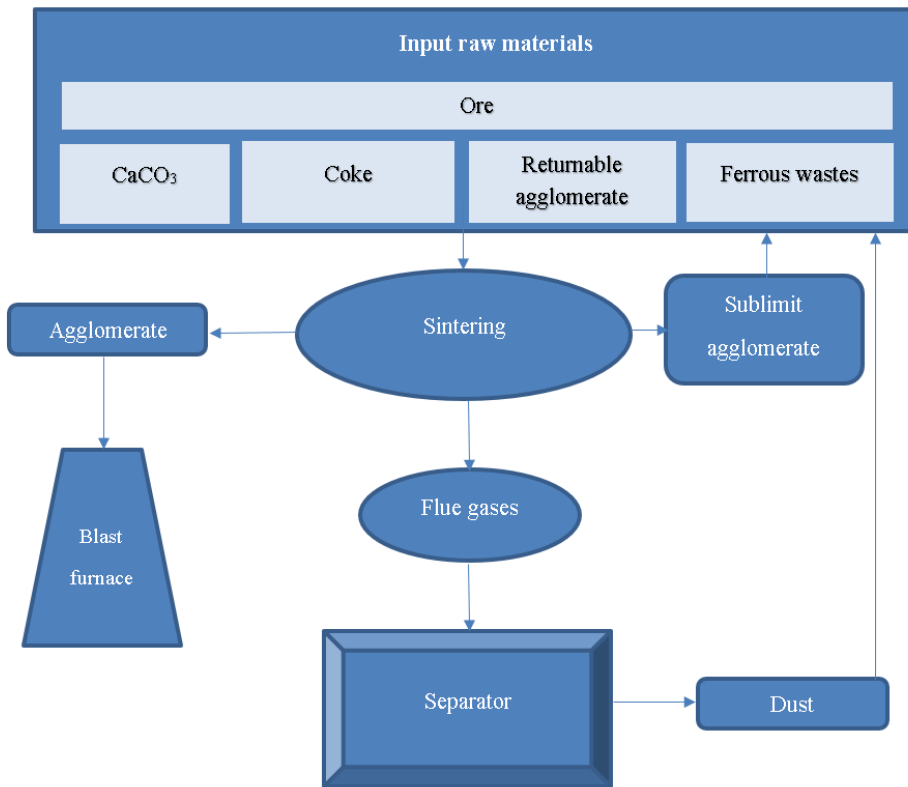 Input raw materials
Ore
CaCO₃
Coke
Returnable
agglomerate
Ferrous wastes
Sintering
Agglomerate
Sublimit
agglomerate
Flue gases
Blast
furnace
Separator
Dust